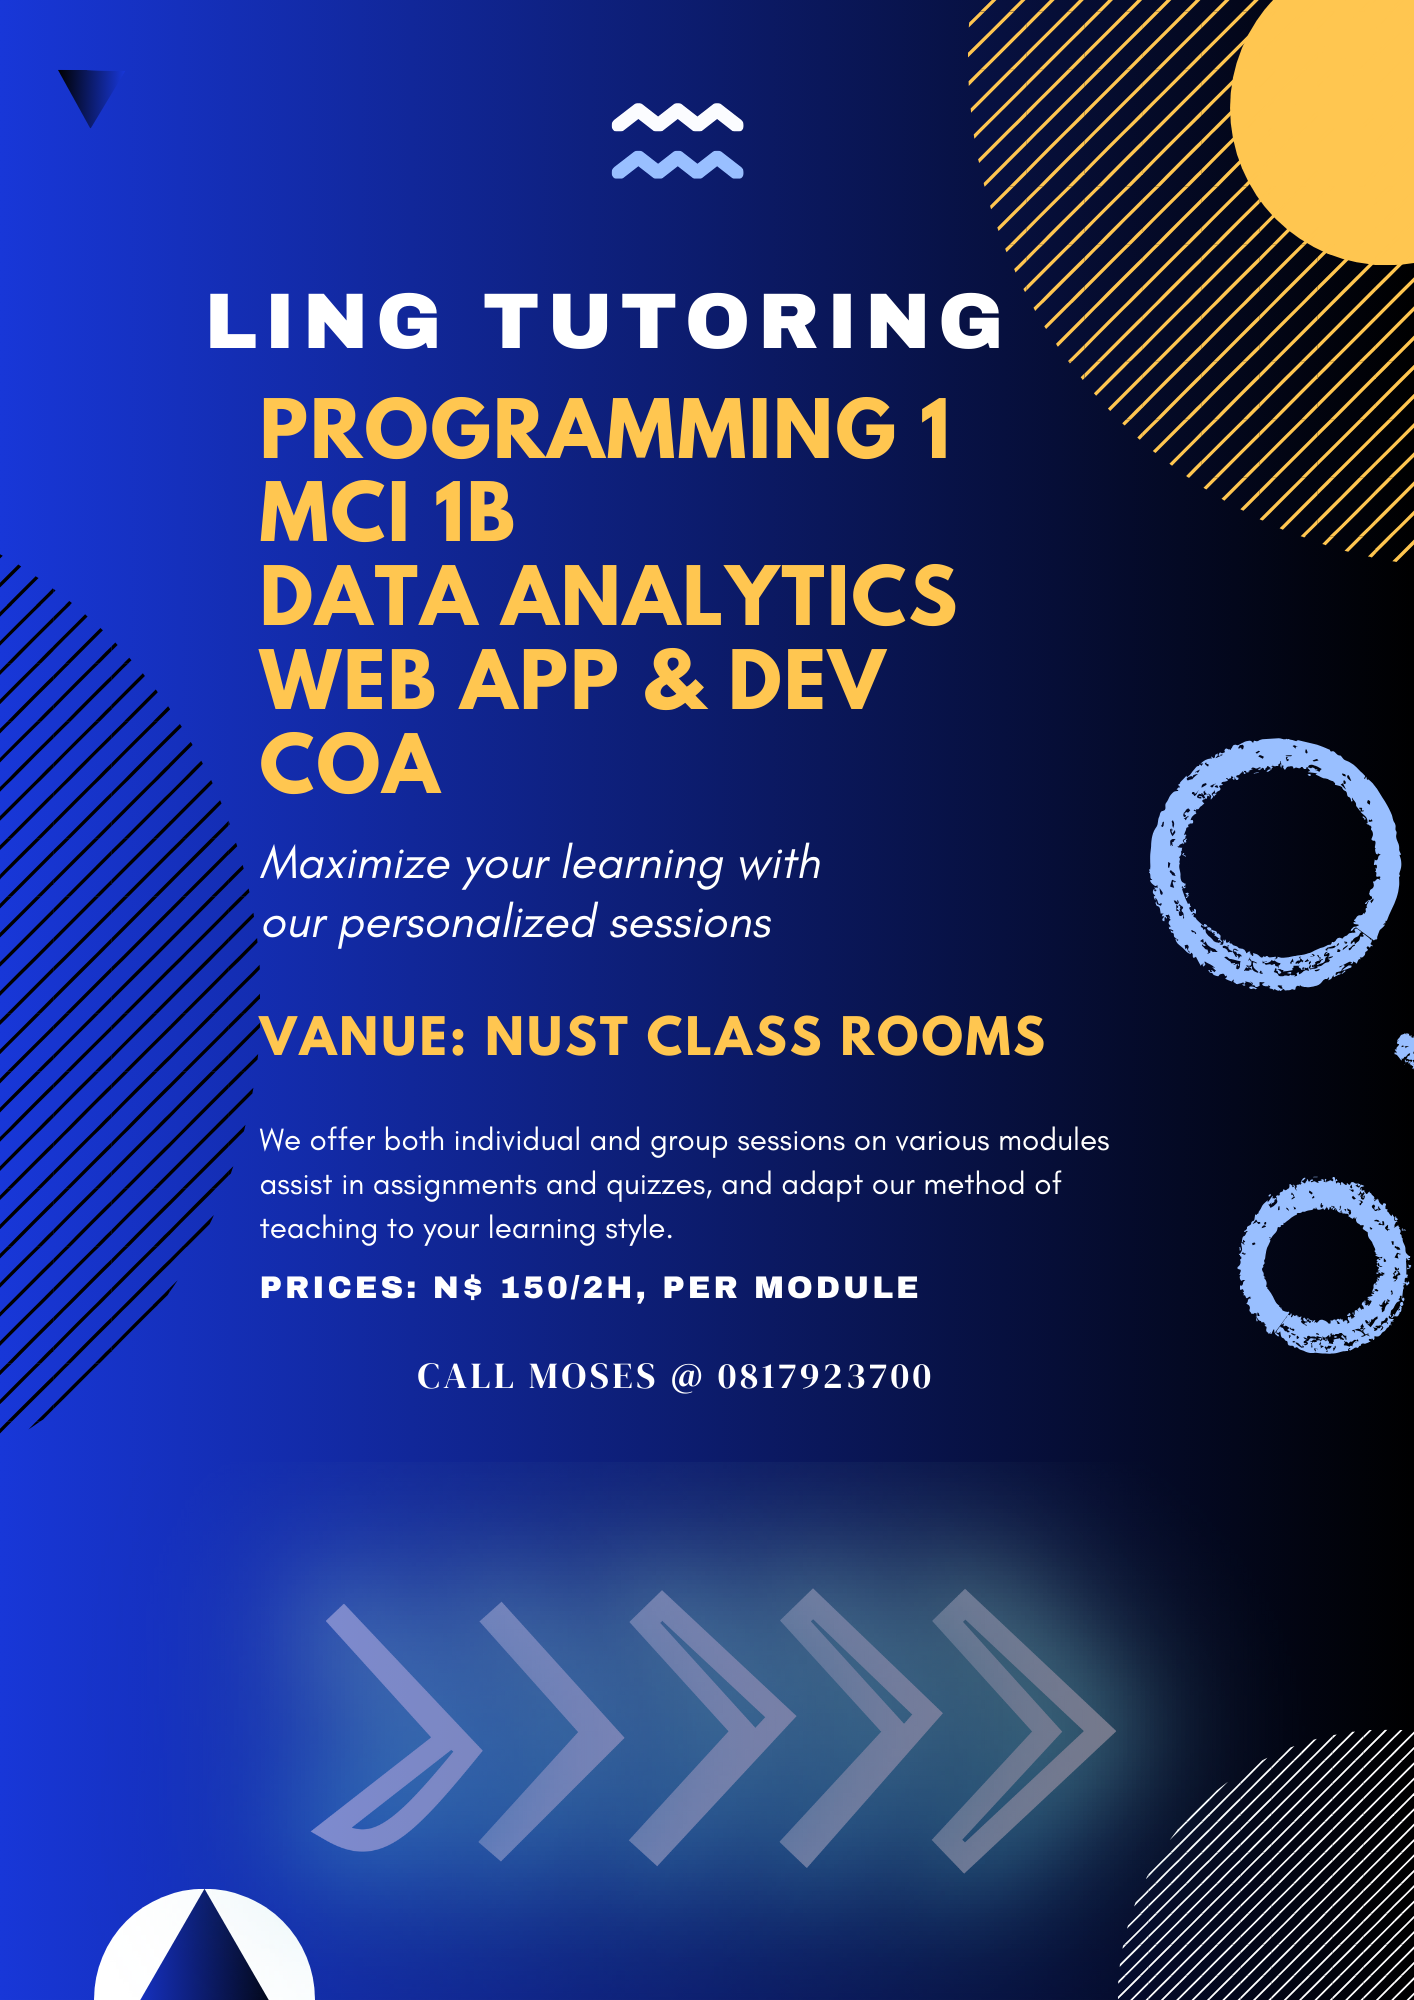 LING TUTORING
PROGRAMMING 1
MCI 1B
DATA ANALYTICS
WEB APP & DEV
COA
Maximize your learning with
our personalized sessions
VANUE: NUST CLASS ROOMS
We offer both individual and group sessions on various modules
assist in assignments and quizzes, and adapt our method of
teaching to your learning style.
PRICES: N$ 150/2H, PER MODULE
CALL MOSES @ 0817923700